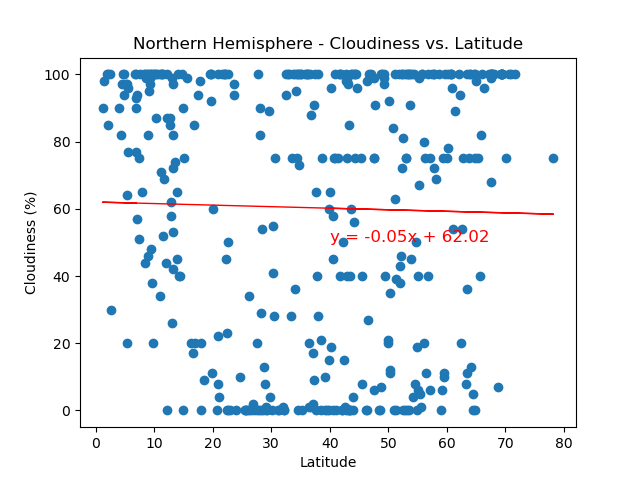 Northern Hemisphere - Cloudiness vs. Latitude
Cloudiness (%)
100
80
60
40
20
0
y = -0.05x + 62.02
0 10 20 30 40 50 60 70 80
Latitude